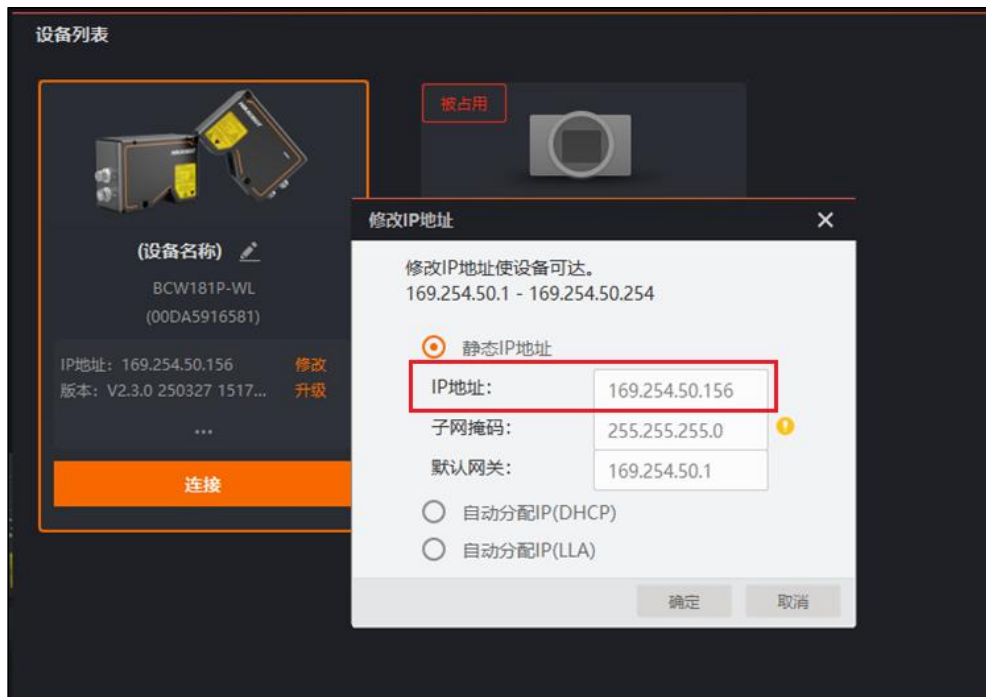 设备列表
被占用
(设备名称)
BCW181P-WL
(00DA5916581)
IP地址：169.254.50.156 修改
版本：V2.3.0 250327 1517... 升级
...
连接
修改IP地址
修改IP地址使设备可达。
169.254.50.1 - 169.254.50.254
静态IP地址
IP地址： 169.254.50.156
子网掩码： 255.255.255.0
默认网关： 169.254.50.1
自动分配IP(DHCP)
自动分配IP(LLA)
确定 取消